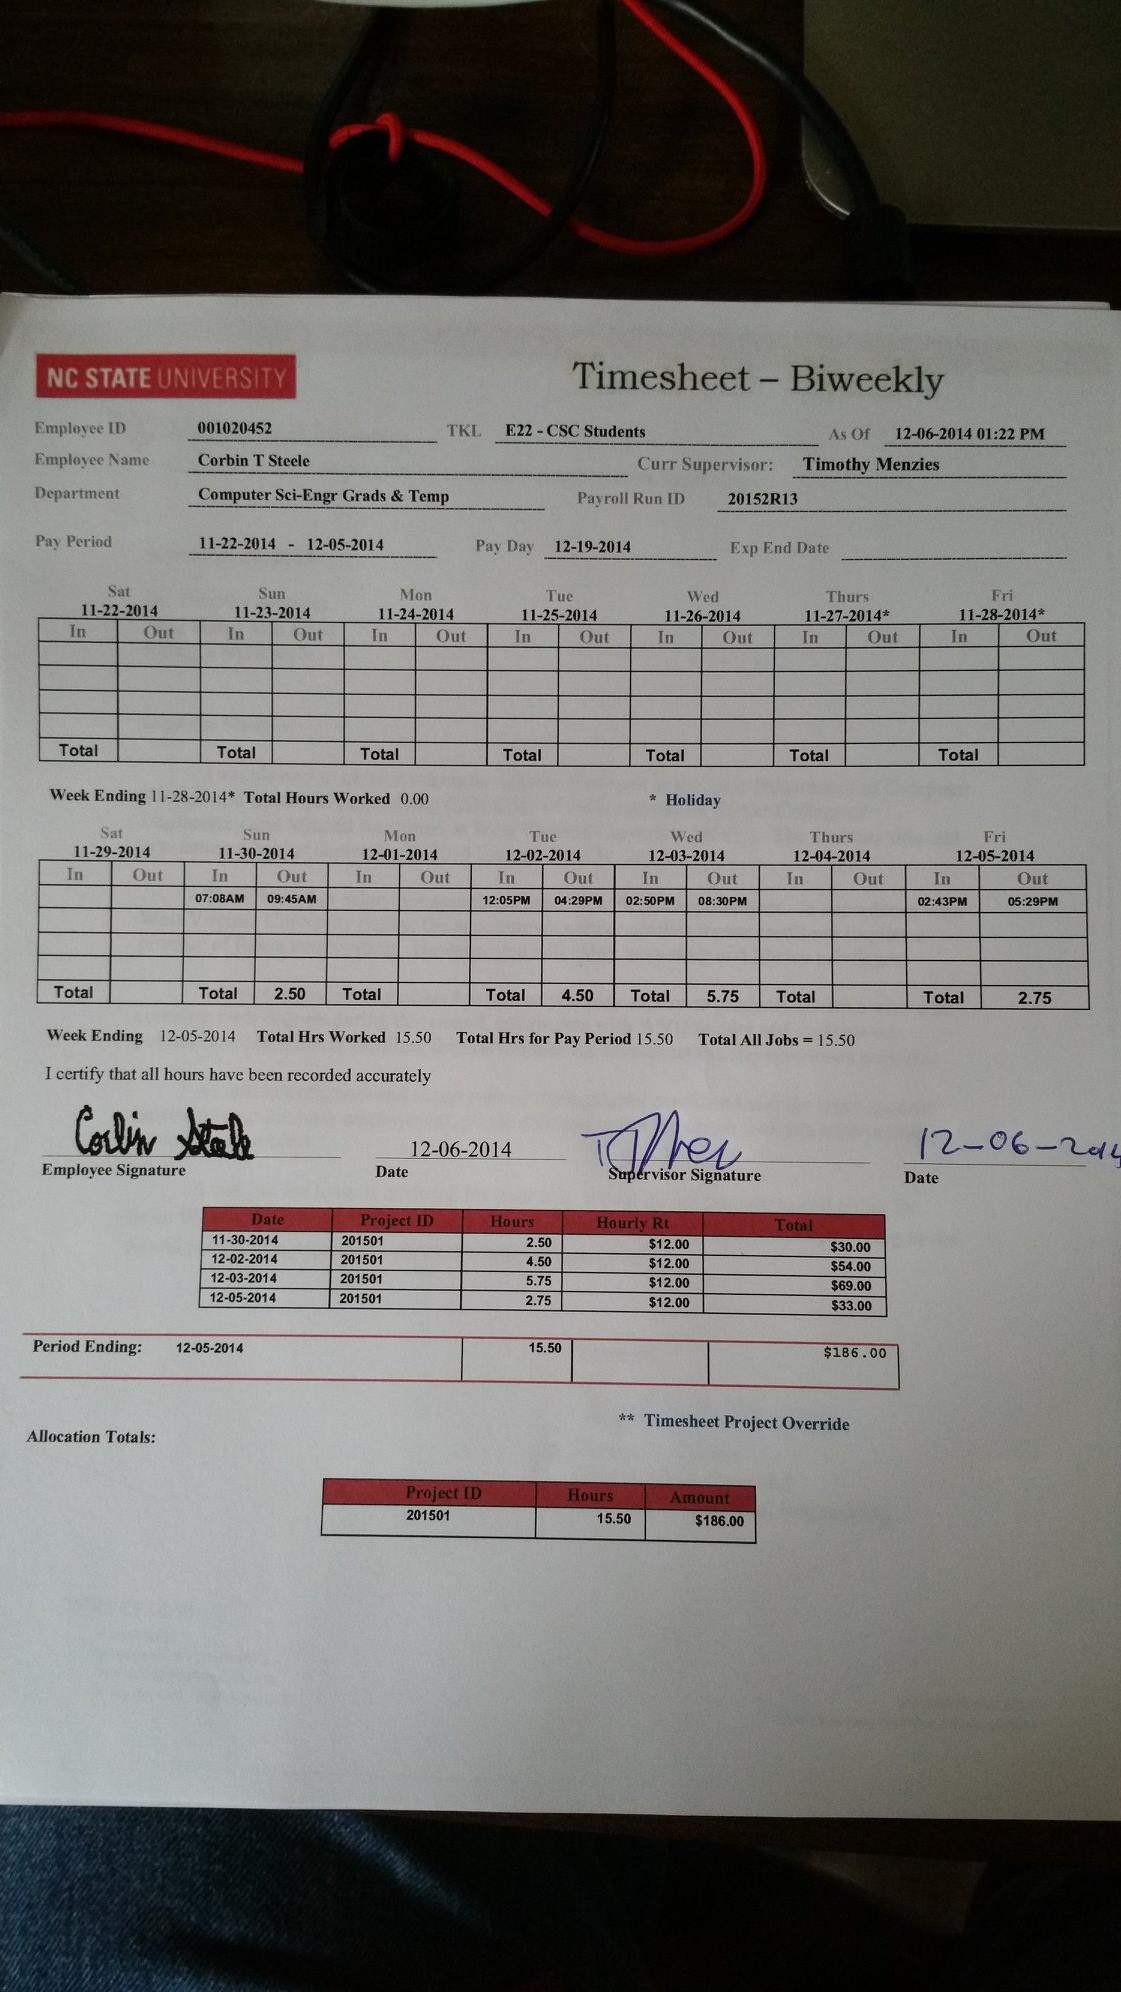 NC STATE UNIVERSITY
Timesheet – Biweekly
Employee ID 001020452 TKL E22 - CSC Students As Of 12-06-2014 01:22 PM
Employee Name Corbin T Steele Curr Supervisor: Timothy Menzies
Department Computer Sci-Engr Grads & Temp Payroll Run ID 20152R13
Pay Period 11-22-2014 - 12-05-2014 Pay Day 12-19-2014 Exp End Date
Sat Sun Mon Tue Wed Thurs Fri
11-22-2014 11-23-2014 11-24-2014 11-25-2014 11-26-2014 11-27-2014* 11-28-2014*
In Out In Out In Out In Out In Out In Out In Out
Total Total Total Total Total Total Total
Week Ending 11-28-2014* Total Hours Worked 0.00 * Holiday
Sat Sun Mon Tue Wed Thurs Fri
11-29-2014 11-30-2014 12-01-2014 12-02-2014 12-03-2014 12-04-2014 12-05-2014
In Out In Out In Out In Out In Out In Out In Out
07:08AM 09:45AM 12:05PM 04:29PM 02:50PM 08:30PM 02:43PM 05:29PM
Total Total 2.50 Total Total 4.50 Total 5.75 Total Total 2.75
Week Ending 12-05-2014 Total Hrs Worked 15.50 Total Hrs for Pay Period 15.50 Total All Jobs = 15.50
I certify that all hours have been recorded accurately
Corbin Steele 12-06-2014 12-06-2014
Employee Signature Date Supervisor Signature Date
Date Project ID Hours Hourly Rt Total
11-30-2014 201501 2.50 $12.00 $30.00
12-02-2014 201501 4.50 $12.00 $54.00
12-03-2014 201501 5.75 $12.00 $69.00
12-05-2014 201501 2.75 $12.00 $33.00
Period Ending: 12-05-2014 15.50 $186.00
** Timesheet Project Override
Allocation Totals:
Project ID Hours Amount
201501 15.50 $186.00